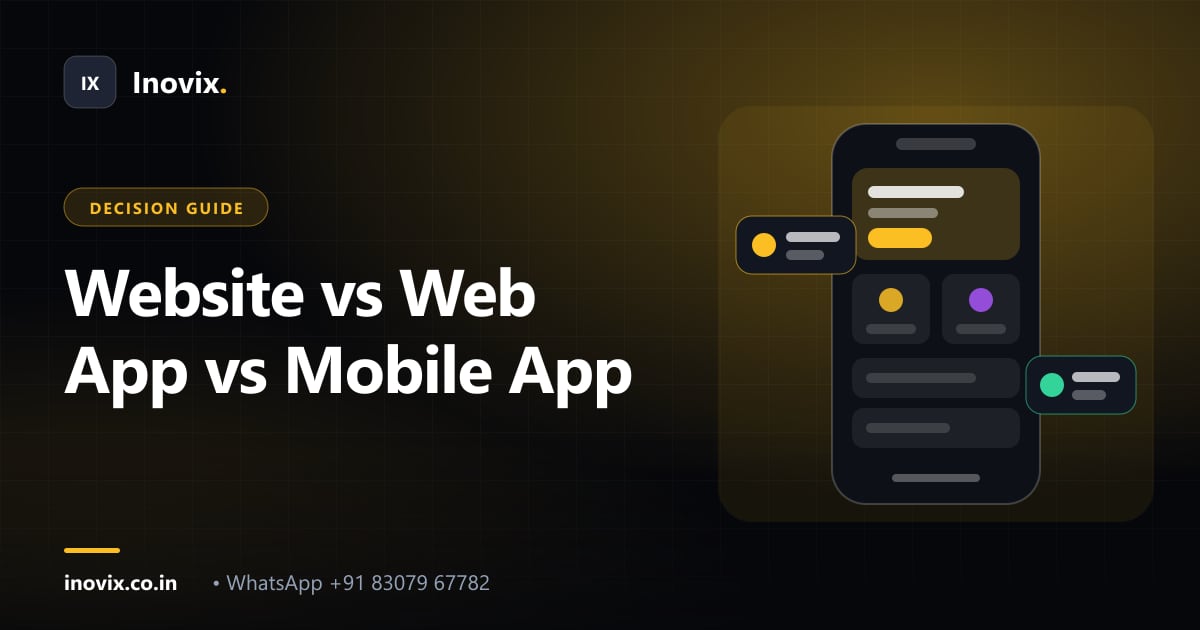 IX
Inovix.
DECISION GUIDE
Website vs Web
App vs Mobile App
inovix.co.in • WhatsApp +91 83079 67782